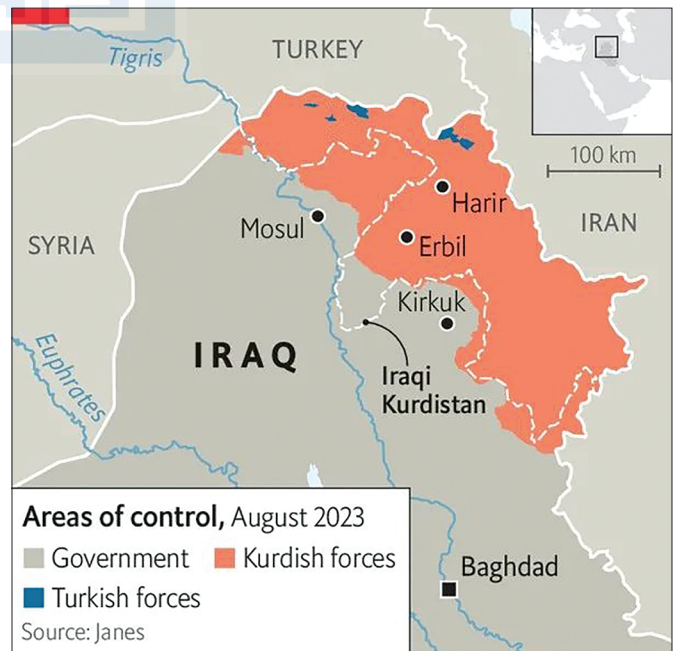 Tigris
TURKEY
100 km
Harir
IRAN
Mosul
SYRIA
Erbil
Kirkuk
Euphrates
IRAQ
Iraqi
Kurdistan
Areas of control, August 2023
Government
Kurdish forces
Turkish forces
Source: Janes
Baghdad